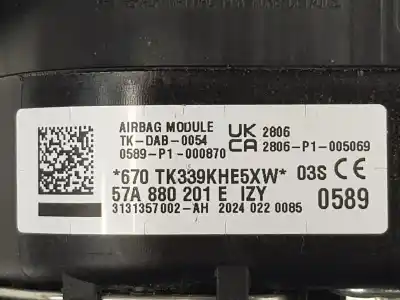 AIRBAG MODULE
TK-DAB-0054
0589-P1-000870
UK CA
2806
2806-P1-005069
*670 TK339KHE5XW* 03S CE
57A 880 201 E IZY
3131357002-AH 2024 022 0085
0589